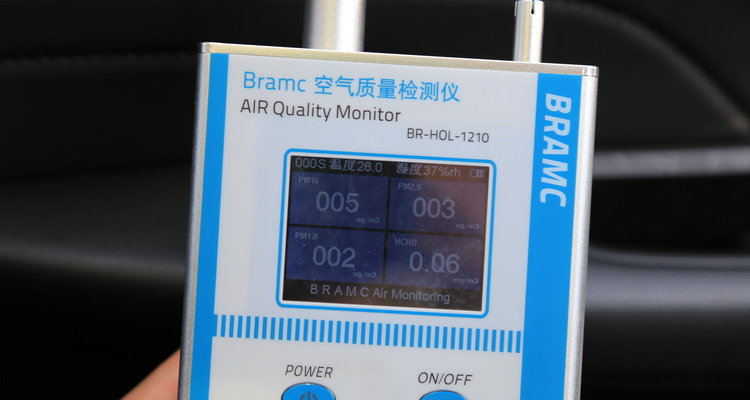 Bramc 空气质量检测仪
AIR Quality Monitor
BR-HOL-1210
BRAMC
000S 温度26.0 湿度37%rh
PM10
005
ug/m3
PM2.5
003
ug/m3
PM1.0
002
ug/m3
HCHO
0.06
mg/m3
BRAMC Air Monitoring
POWER
ON/OFF